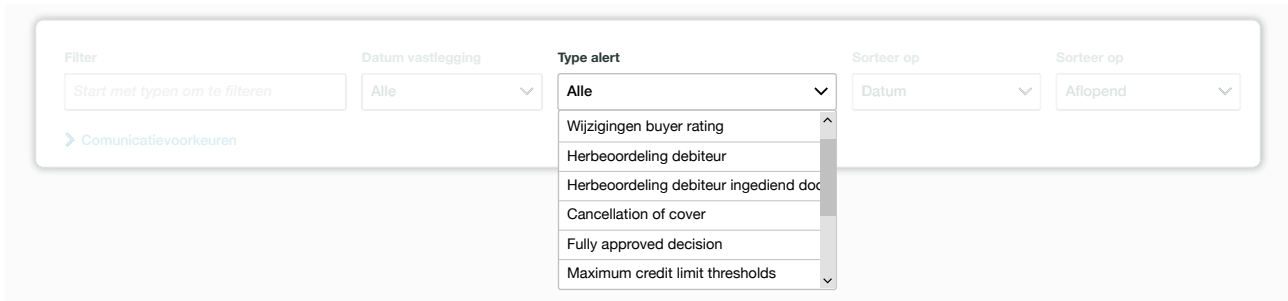 Filter
Datum vastlegging
Type alert
Sorteer op
Sorteer op
Start met typen om te filteren
Alle
Alle
Datum
Aflopend
Comunicatievoorkeuren
Wijzigingen buyer rating
Herbeoordeling debiteur
Herbeoordeling debiteur ingediend doo
Cancellation of cover
Fully approved decision
Maximum credit limit thresholds